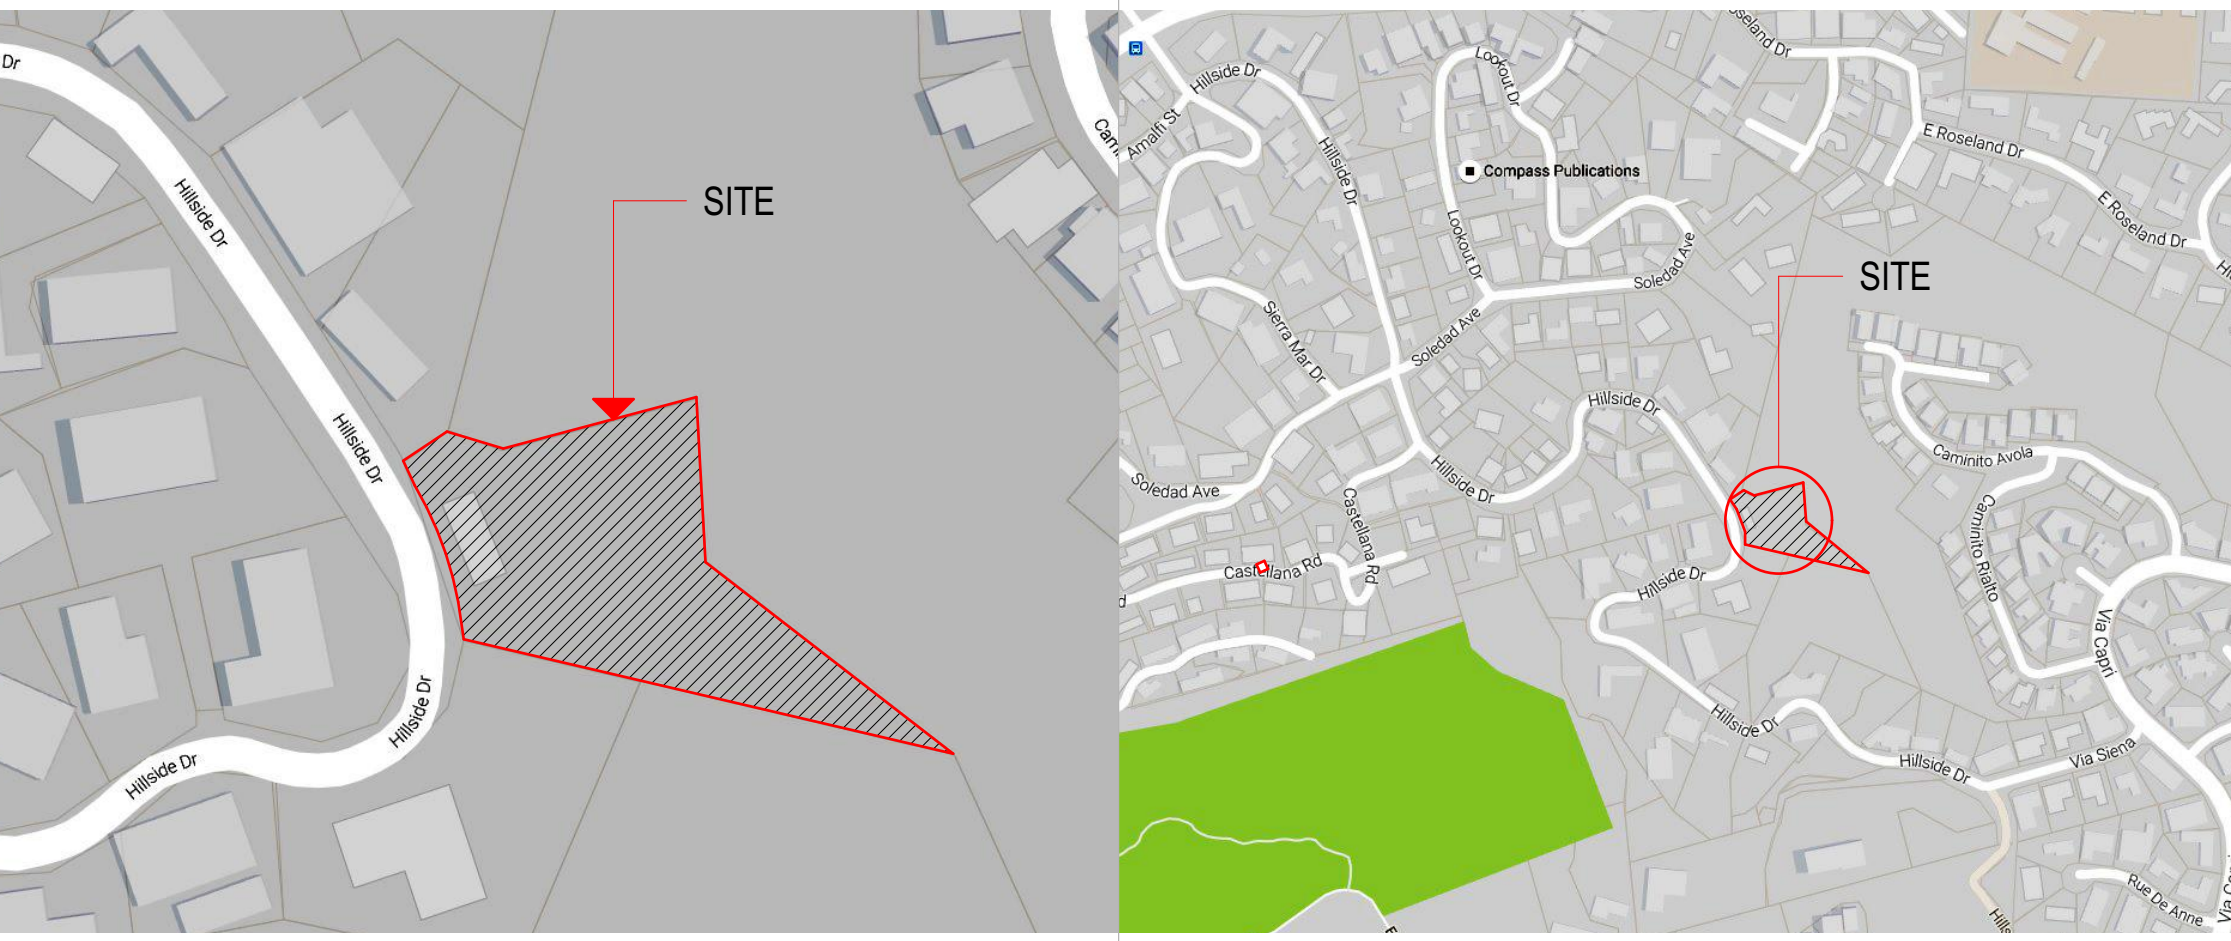 Dr
Hillside Dr
SITE
Hillside Dr
Hillside Dr
Hillside Dr
Cami
Amalfi St
Hillside Dr
Hillside Dr
Lookout Dr
Lookout Dr
Compass Publications
Soledad Ave
Soledad Ave
Sierra Mar Dr
Roseland Dr
E Roseland Dr
E Roseland Dr
SITE
Hillside Dr
Hillside Dr
Soledad Ave
Castellana Rd
Castellana Rd
Hillside Dr
Hillside Dr
Hillside Dr
Caminito Avola
Caminito Rialto
Via Capri
Via Siena
Rue De Anne